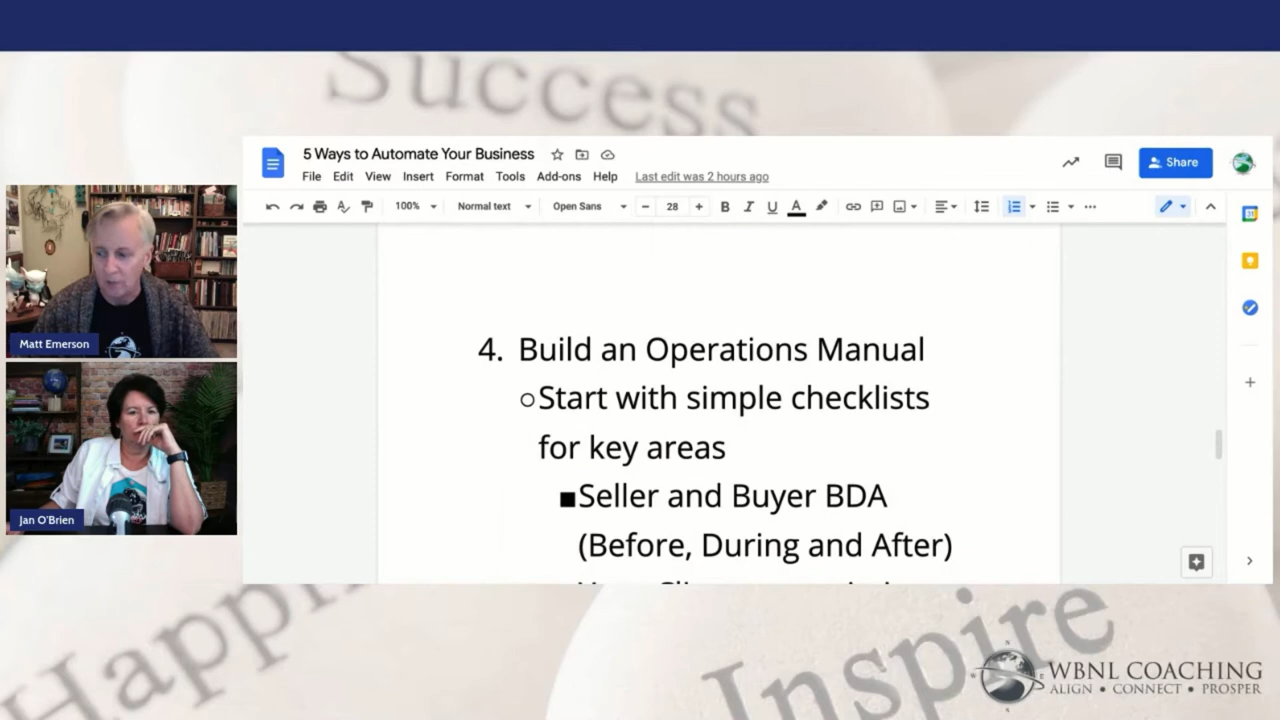 Success
5 Ways to Automate Your Business
File Edit View Insert Format Tools Add-ons Help Last edit was 2 hours ago
Share
100% Normal text Open Sans − 28 + B I U A
4. Build an Operations Manual
○Start with simple checklists
for key areas
■Seller and Buyer BDA
(Before, During and After)
Matt Emerson
Jan O'Brien
Inspire
WBNL COACHING
ALIGN • CONNECT • PROSPER